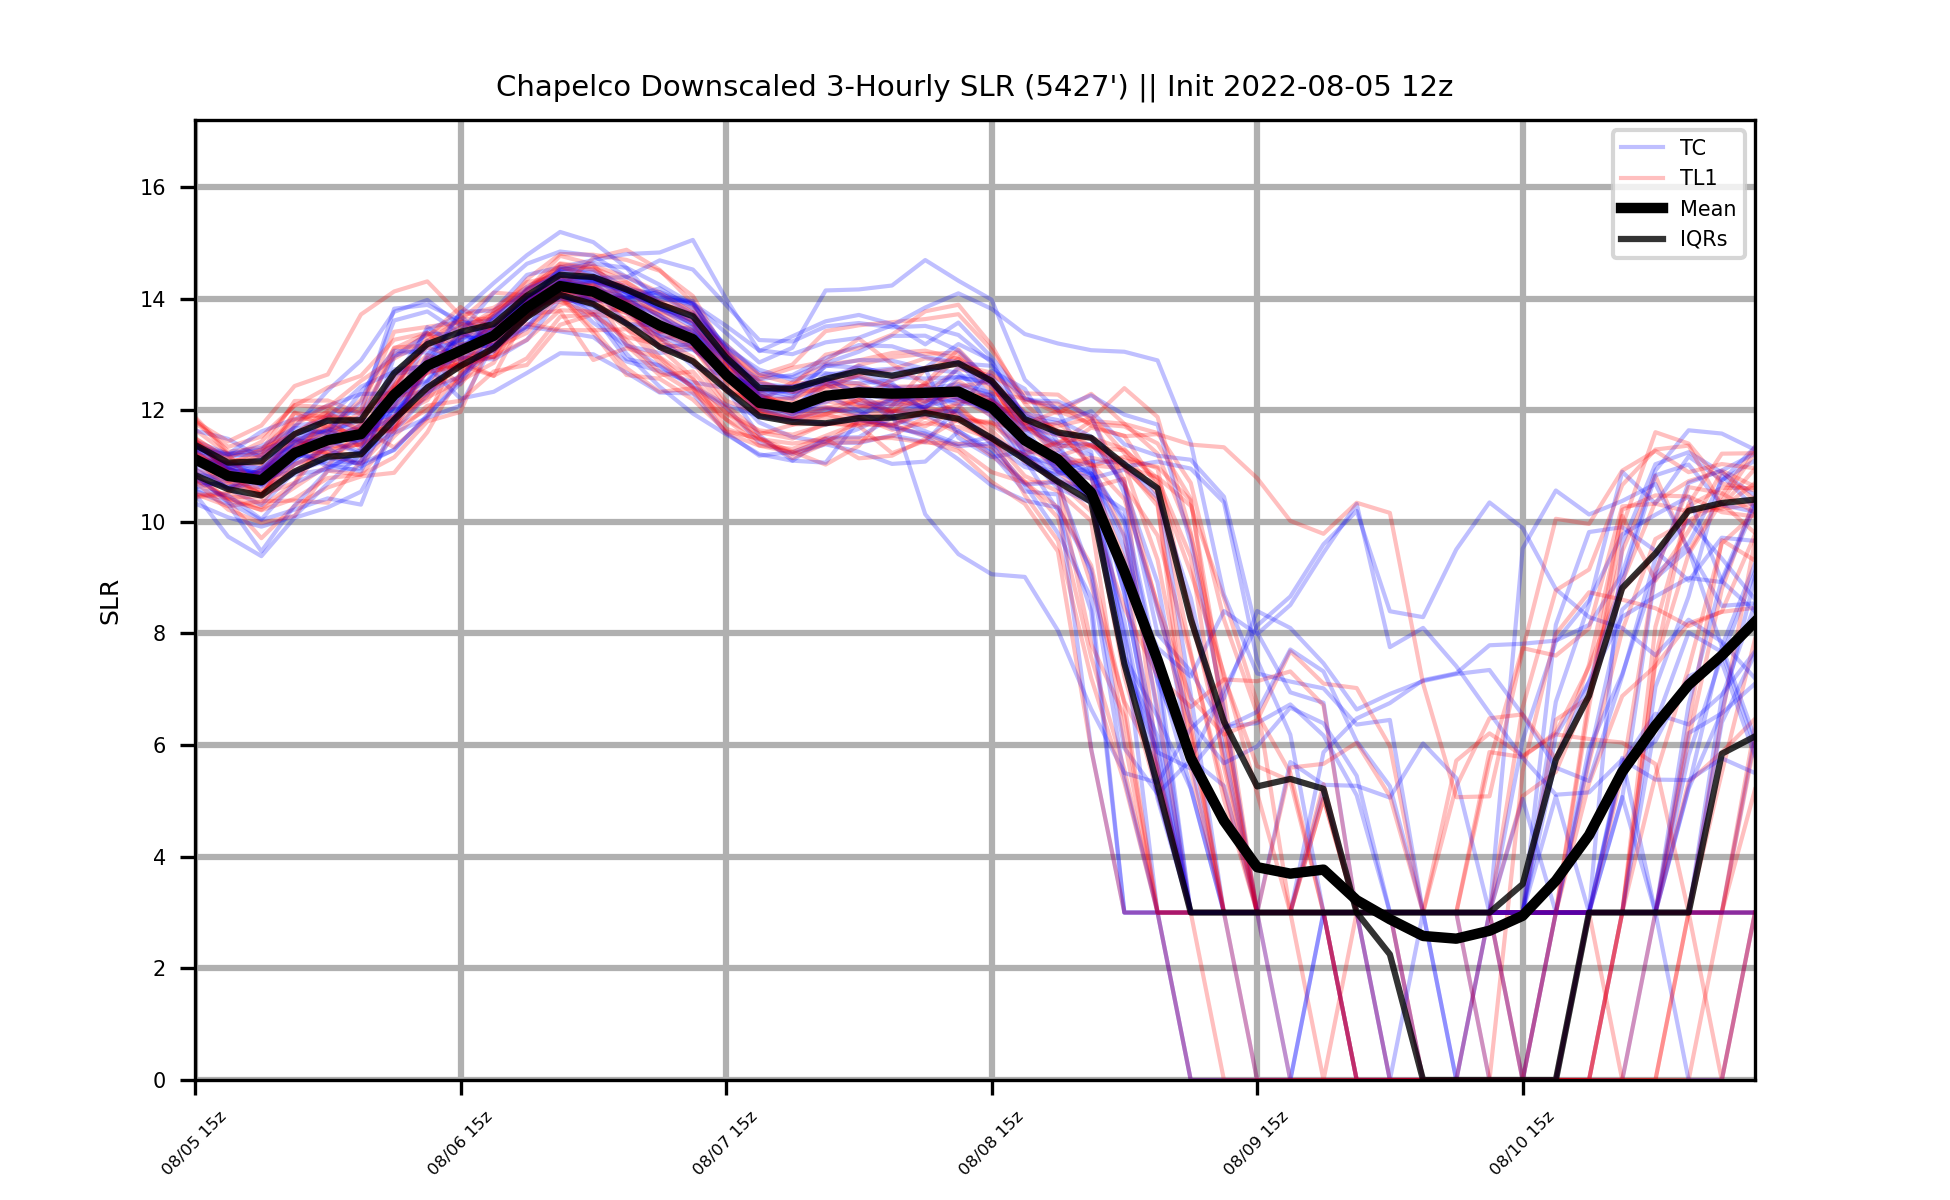 Chapelco Downscaled 3-Hourly SLR (5427') || Init 2022-08-05 12z
TC
TL1
Mean
IQRs
SLR
16
14
12
10
8
6
4
2
0
08/05 15z
08/06 15z
08/07 15z
08/08 15z
08/09 15z
08/10 15z